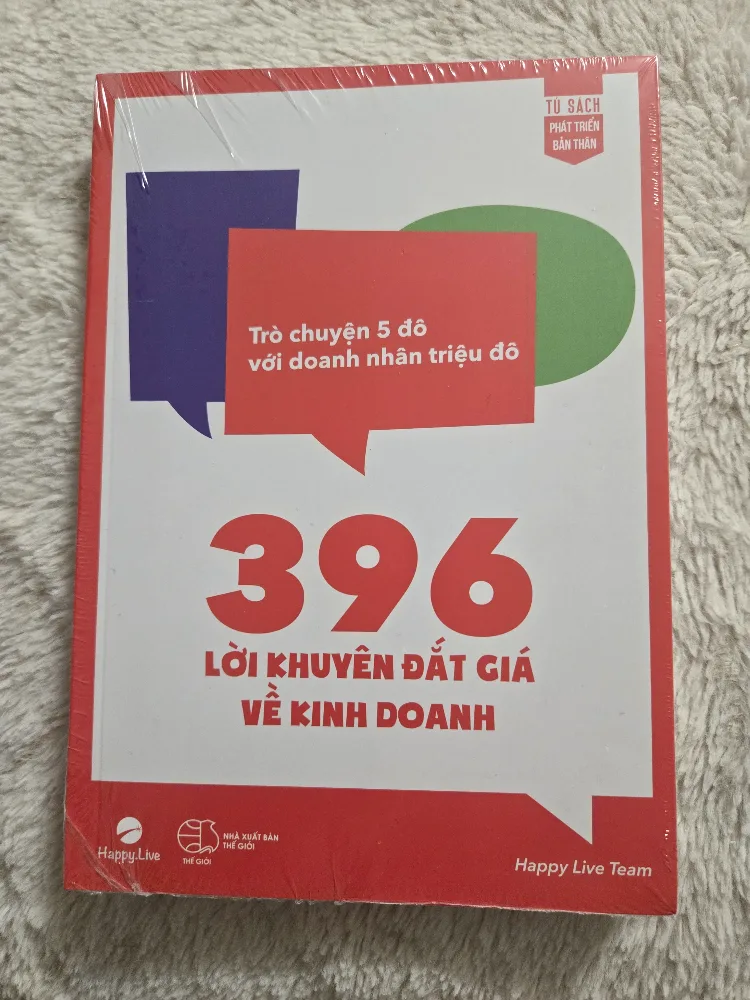 TỦ SÁCH
PHÁT TRIỂN
BẢN THÂN
Trò chuyện 5 đô
với doanh nhân triệu đô
396
LỜI KHUYÊN ĐẮT GIÁ
VỀ KINH DOANH
Happy.Live
THẾ GIỚI
NHÀ XUẤT BẢN
THẾ GIỚI
Happy Live Team